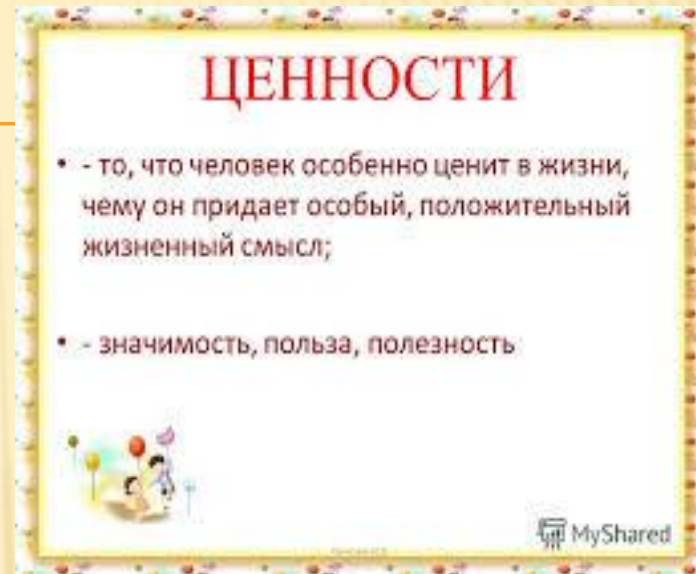 ЦЕННОСТИ
• - то, что человек особенно ценит в жизни,
чему он придает особый, положительный
жизненный смысл;
• - значимость, польза, полезность
MyShared